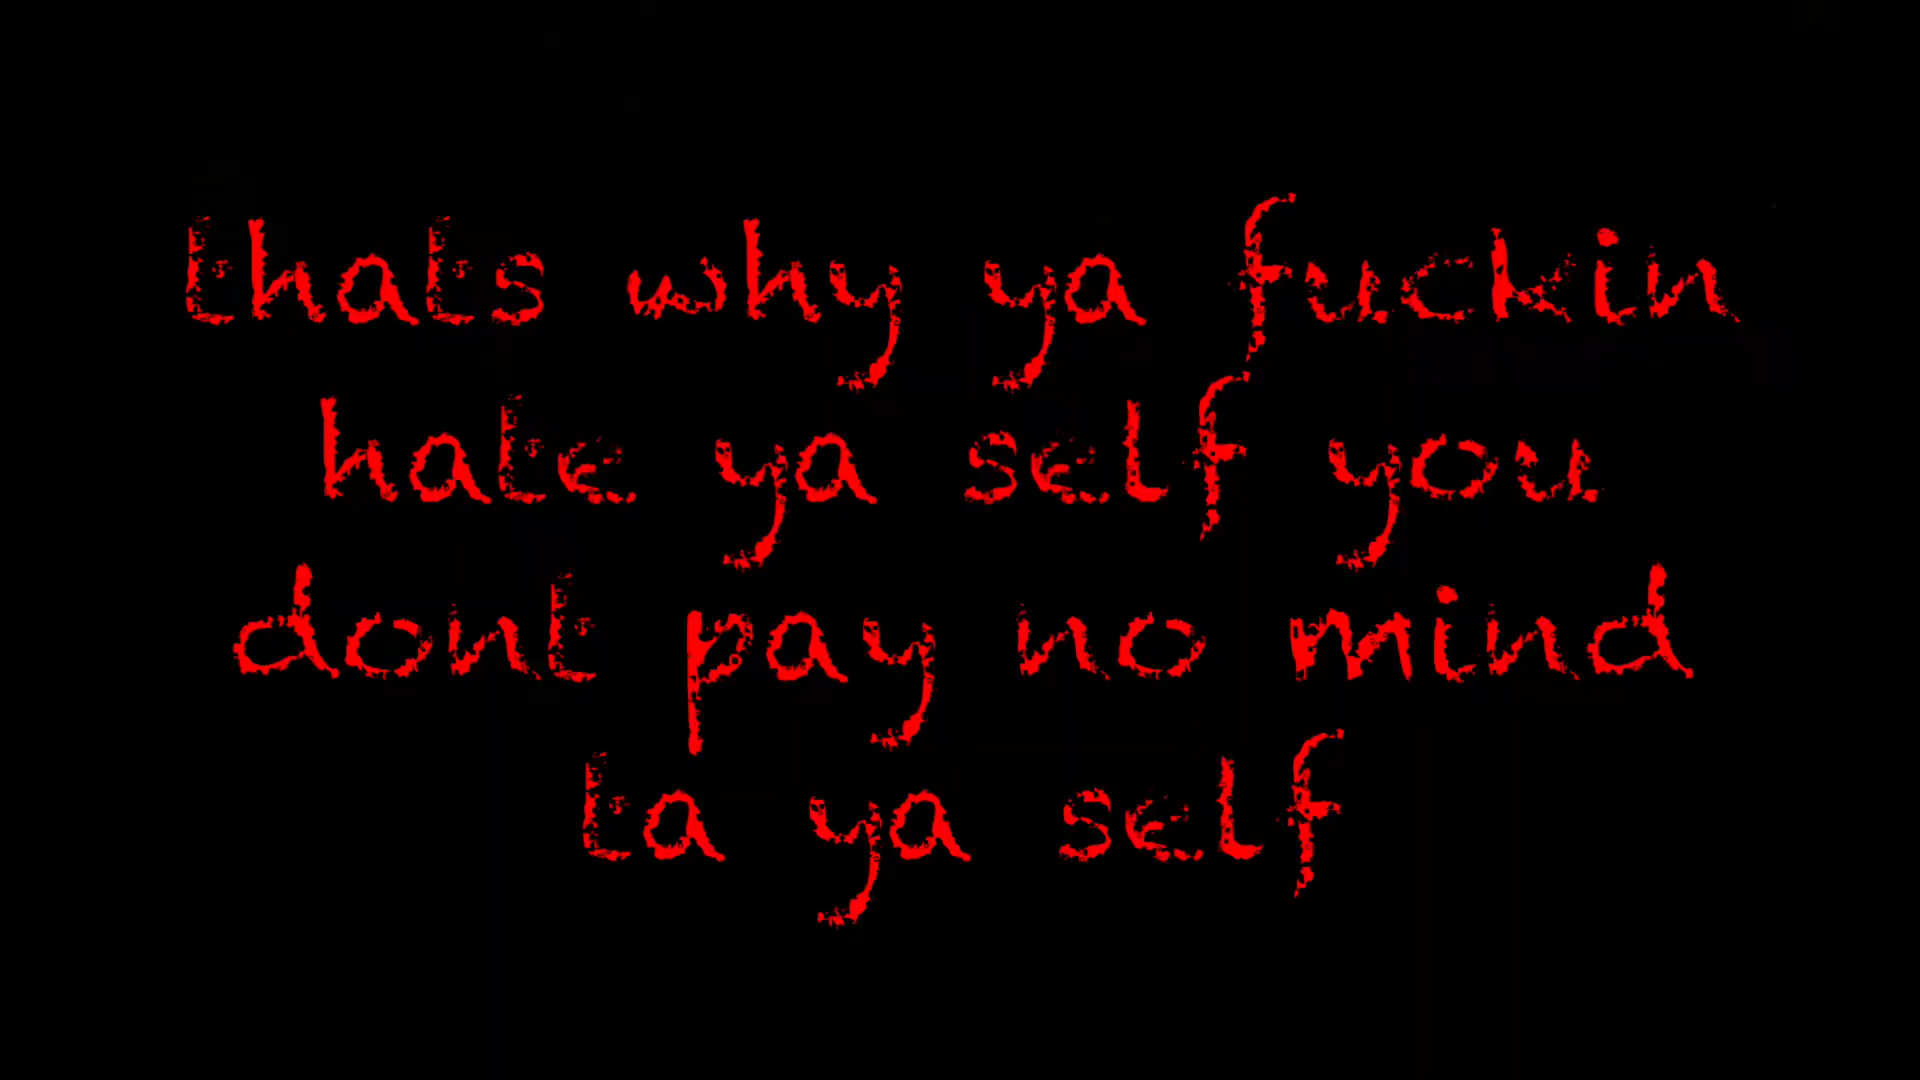 thats why ya fuckin
hate ya self you
dont pay no mind
ta ya self